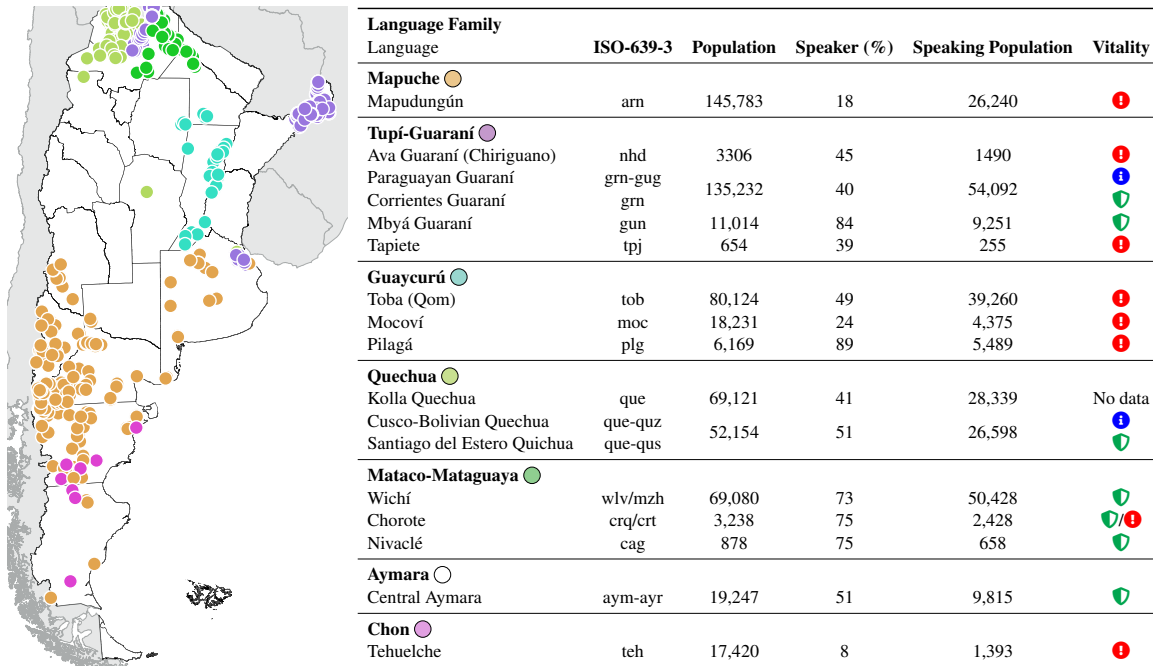 Language Family
Language ISO-639-3 Population Speaker (%) Speaking Population Vitality
Mapuche
Mapudungún arn 145,783 18 26,240
Tupí-Guaraní
Ava Guaraní (Chiriguano) nhd 3306 45 1490
Paraguayan Guaraní grn-gug
135,232 40 54,092
Corrientes Guaraní grn
Mbyá Guaraní gun 11,014 84 9,251
Tapiete tpj 654 39 255
Guaycurú
Toba (Qom) tob 80,124 49 39,260
Mocoví moc 18,231 24 4,375
Pilagá plg 6,169 89 5,489
Quechua
Kolla Quechua que 69,121 41 28,339 No data
Cusco-Bolivian Quechua que-quz
52,154 51 26,598
Santiago del Estero Quichua que-qus
Mataco-Mataguaya
Wichí wlv/mzh 69,080 73 50,428
Chorote crq/crt 3,238 75 2,428 /
Nivaclé cag 878 75 658
Aymara
Central Aymara aym-ayr 19,247 51 9,815
Chon
Tehuelche teh 17,420 8 1,393